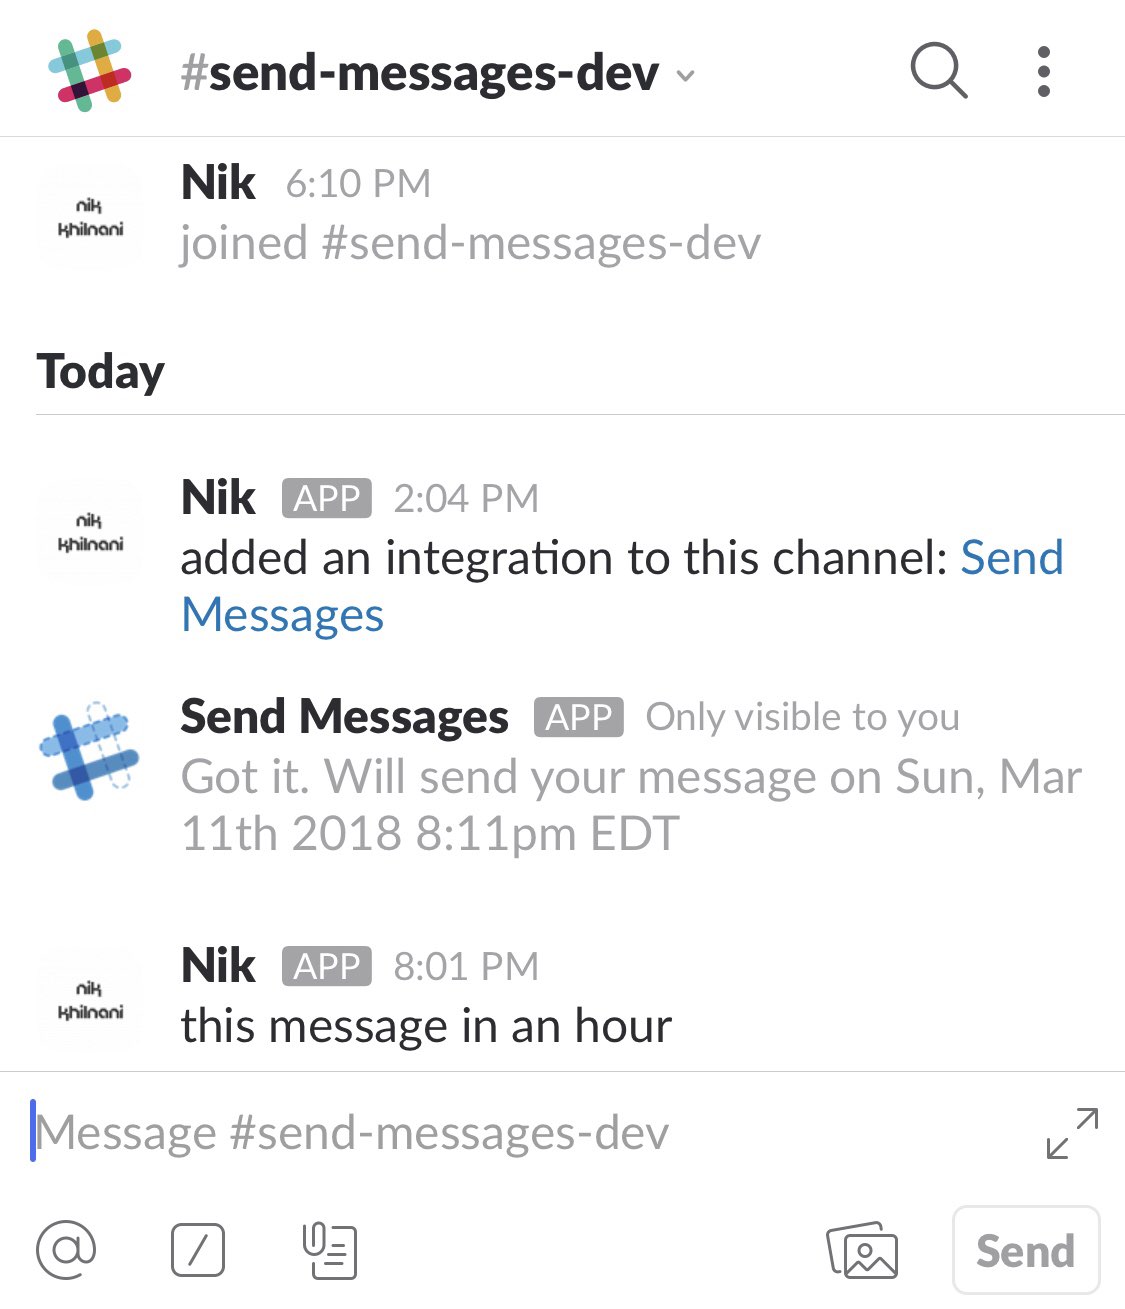 #send-messages-dev
nik
khilnani
Nik 6:10 PM
joined #send-messages-dev
Today
nik
khilnani
Nik APP 2:04 PM
added an integration to this channel: Send
Messages
Send Messages APP Only visible to you
Got it. Will send your message on Sun, Mar
11th 2018 8:11pm EDT
nik
khilnani
Nik APP 8:01 PM
this message in an hour
Message #send-messages-dev
Send